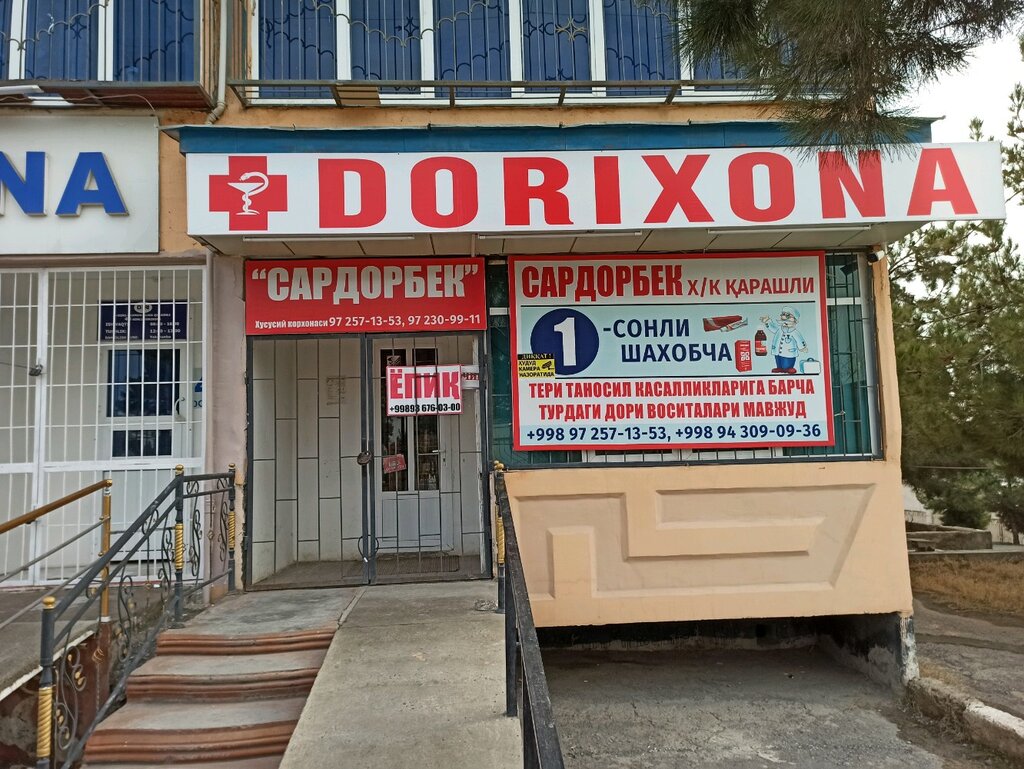 NA
DORIXONA
"САРДОРБЕК"
Хусусий корхонаси 97 257-13-53, 97 230-99-11
ЁПИҚ
+99893 676-03-00
САРДОРБЕК Х/К ҚАРАШЛИ
1 -СОНЛИ
ШАХОБЧА
ДИҚҚАТ!
ҲУДУД
КАМЕРА
НАЗОРАТИДА
ТЕРИ ТАНОСИЛ КАСАЛЛИКЛАРИГА БАРЧА
ТУРДАГИ ДОРИ ВОСИТАЛАРИ МАВЖУД
+998 97 257-13-53, +998 94 309-09-36